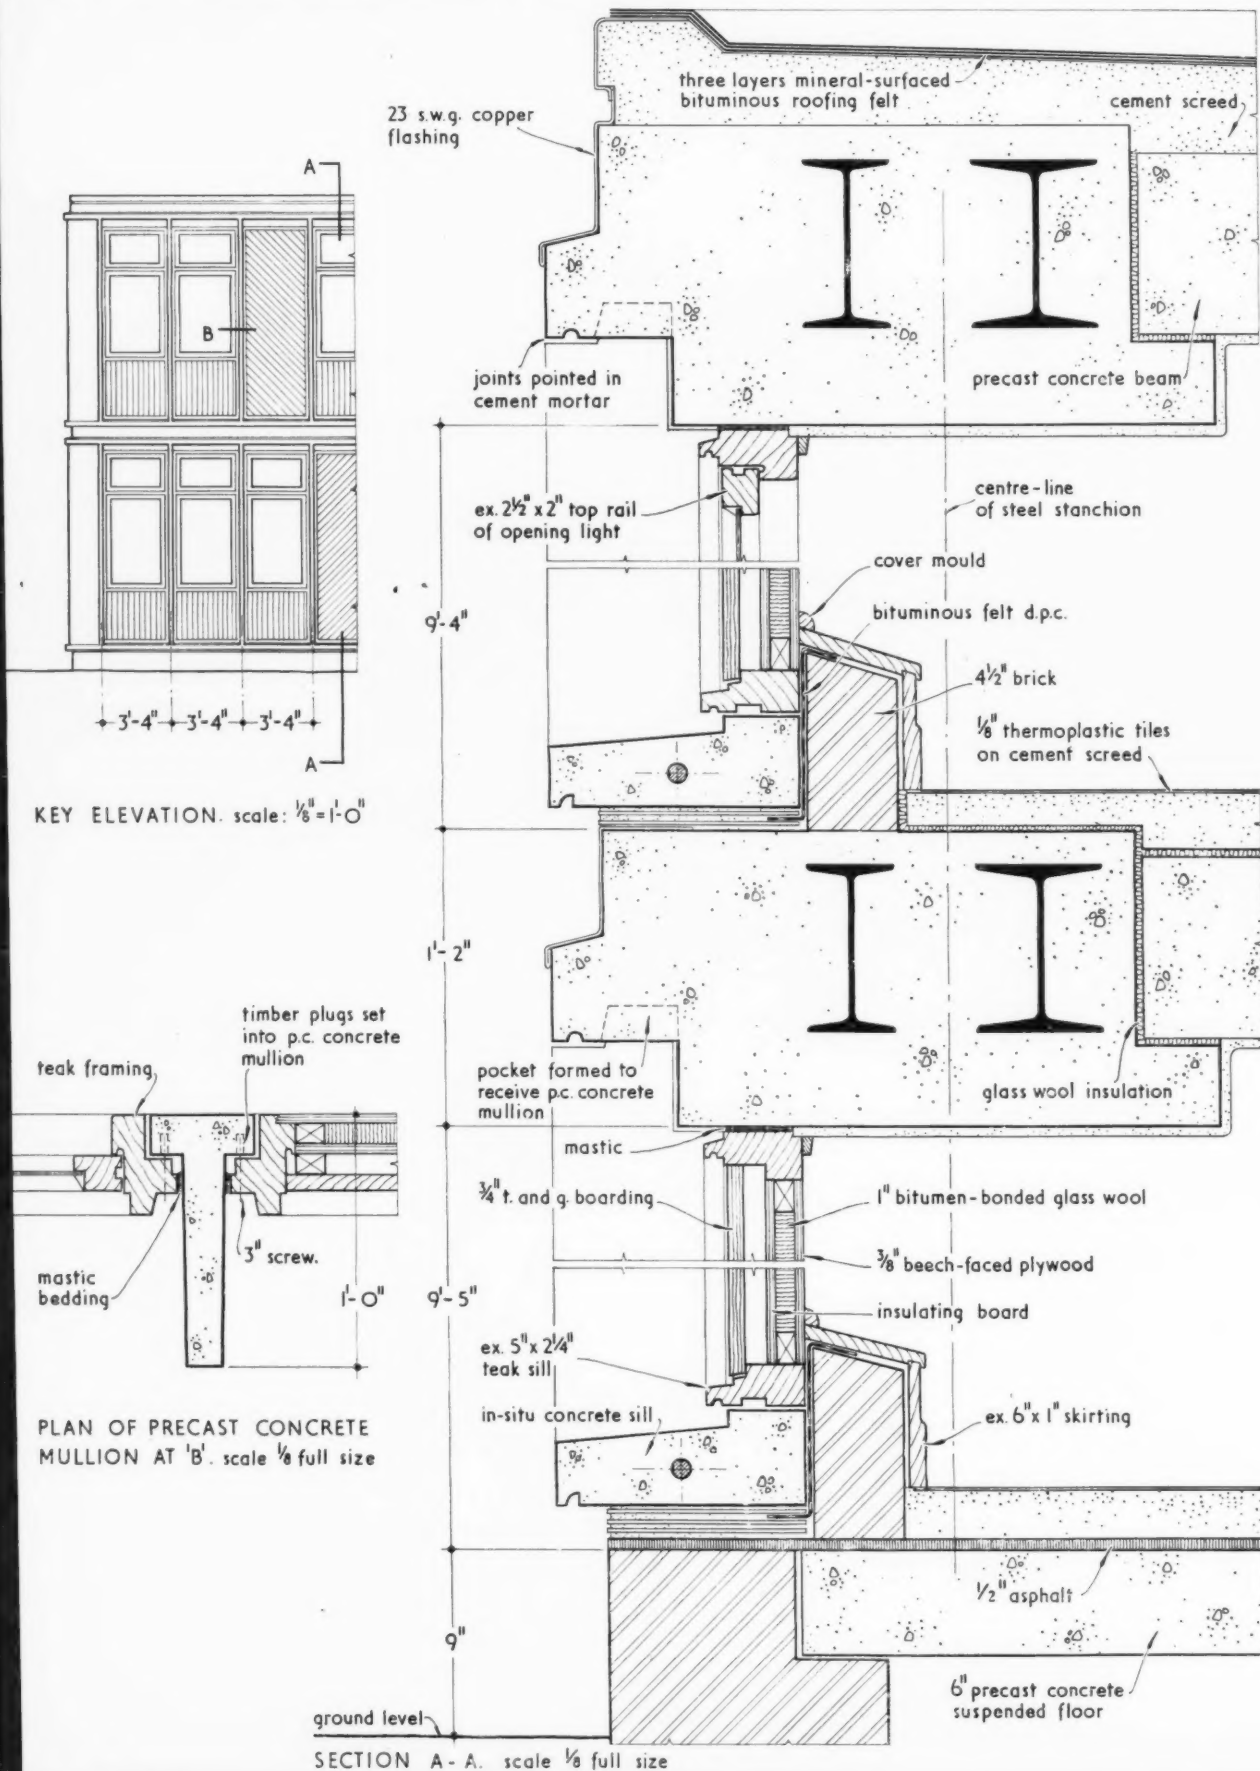 three layers mineral-surfaced
bituminous roofing felt
cement screed
23 s.w.g. copper
flashing
A
B
A
3'-4" 3'-4" 3'-4"
KEY ELEVATION. scale: 1/8" = 1'-0"
joints pointed in
cement mortar
precast concrete beam
ex. 2 1/2" x 2" top rail
of opening light
centre-line
of steel stanchion
cover mould
bituminous felt d.p.c.
9'-4"
4 1/2" brick
1/8" thermoplastic tiles
on cement screed
1'-2"
timber plugs set
into p.c. concrete
mullion
teak framing
pocket formed to
receive p.c. concrete
mullion
glass wool insulation
mastic
3/4" t. and g. boarding
1" bitumen-bonded glass wool
3" screw.
3/8" beech-faced plywood
mastic
bedding
1'-0"
9'-5"
insulating board
ex. 5" x 2 1/4"
teak sill
in-situ concrete sill
ex. 6" x 1" skirting
PLAN OF PRECAST CONCRETE
MULLION AT 'B'. scale 1/8 full size
1/2" asphalt
9"
6" precast concrete
suspended floor
ground level
SECTION A-A. scale 1/8 full size